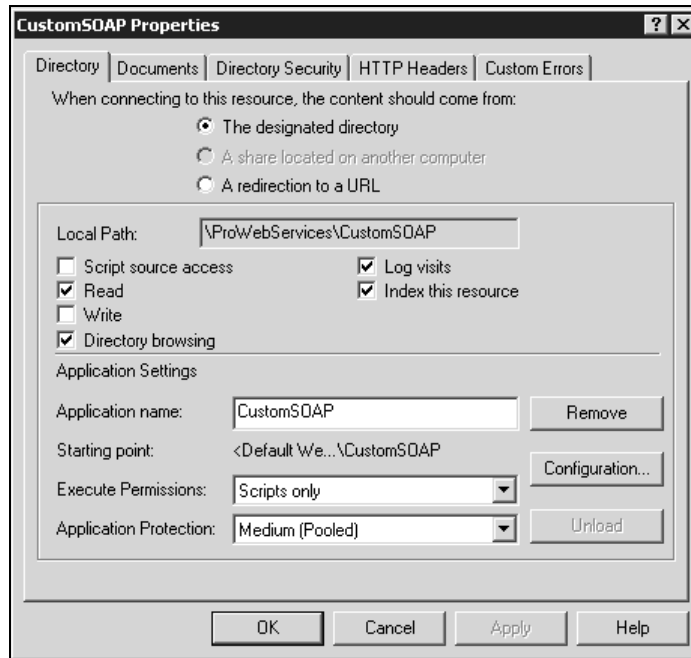 CustomSOAP Properties
Directory Documents Directory Security HTTP Headers Custom Errors
When connecting to this resource, the content should come from:
The designated directory
A share located on another computer
A redirection to a URL
Local Path: \ProWebServices\CustomSOAP
Script source access Log visits
Read Index this resource
Write
Directory browsing
Application Settings
Application name: CustomSOAP Remove
Starting point: <Default We...\CustomSOAP
Configuration...
Execute Permissions: Scripts only
Application Protection: Medium (Pooled) Unload
OK Cancel Apply Help